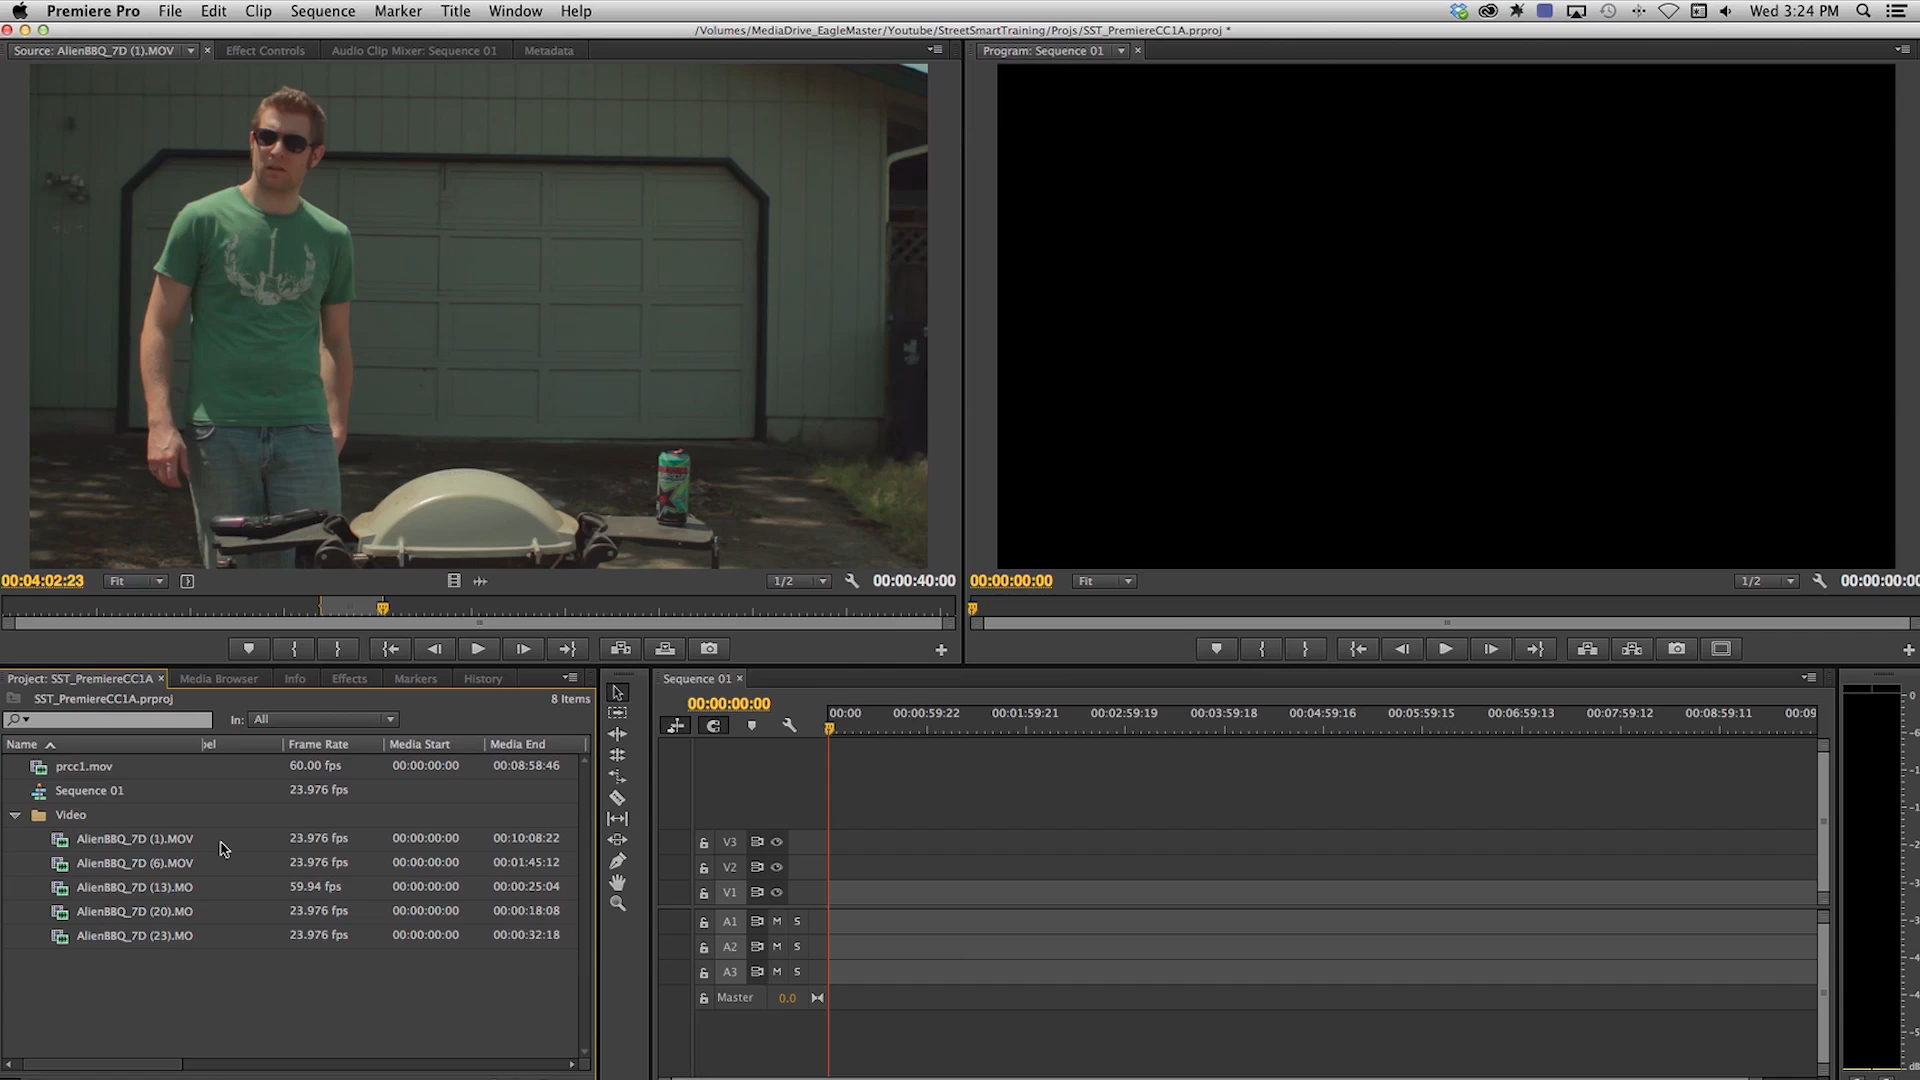 Premiere Pro File Edit Clip Sequence Marker Title Window Help Wed 3:24 PM
/Volumes/MediaDrive_EagleMaster/Youtube/StreetSmartTraining/Projs/SST_PremiereCC1A.prproj *
Source: AlienBBQ_7D (1).MOV Effect Controls Audio Clip Mixer: Sequence 01 Metadata Program: Sequence 01
00:04:02:23 Fit 1/2 00:00:40:00 00:00:00:00 Fit 1/2 00:00:00:00
Project: SST_PremiereCC1A Media Browser Info Effects Markers History
SST_PremiereCC1A.prproj 8 Items
In: All
Name bel Frame Rate Media Start Media End
prcc1.mov 60.00 fps 00:00:00:00 00:08:58:46
Sequence 01 23.976 fps
Video
AlienBBQ_7D (1).MOV 23.976 fps 00:00:00:00 00:10:08:22
AlienBBQ_7D (6).MOV 23.976 fps 00:00:00:00 00:01:45:12
AlienBBQ_7D (13).MO 59.94 fps 00:00:00:00 00:00:25:04
AlienBBQ_7D (20).MO 23.976 fps 00:00:00:00 00:00:18:08
AlienBBQ_7D (23).MO 23.976 fps 00:00:00:00 00:00:32:18
Sequence 01
00:00:00:00
00:00 00:00:59:22 00:01:59:21 00:02:59:19 00:03:59:18 00:04:59:16 00:05:59:15 00:06:59:13 00:07:59:12 00:08:59:11 00:09
V3
V2
V1
A1 M S
A2 M S
A3 M S
Master 0.0
0
dB